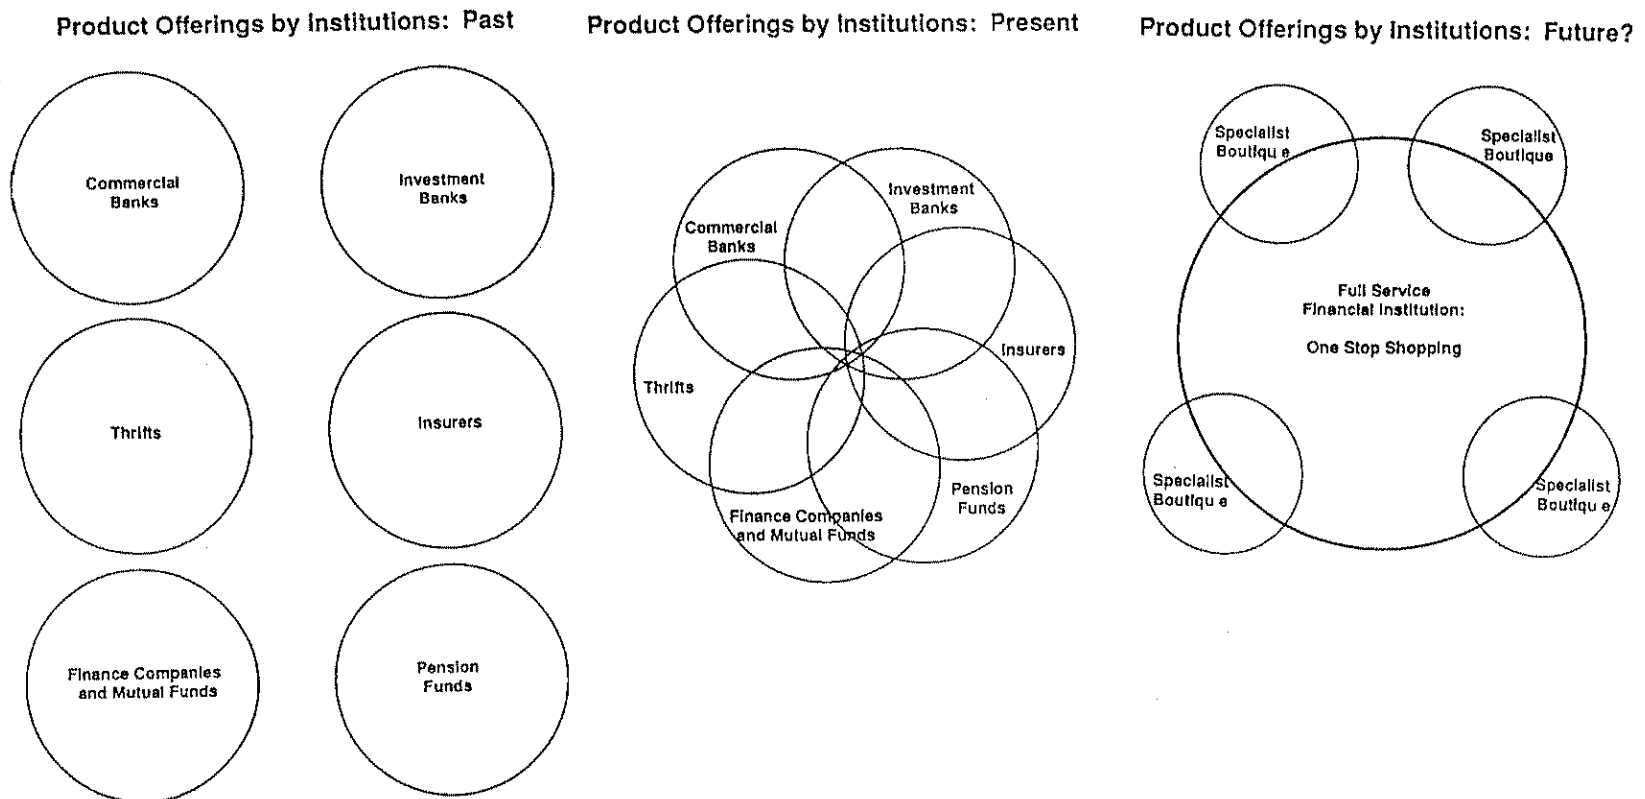 Product Offerings by Institutions: Past
Commercial
Banks
Investment
Banks
Thrifts
Insurers
Finance Companies
and Mutual Funds
Pension
Funds
Product Offerings by Institutions: Present
Investment
Banks
Commercial
Banks
Insurers
Thrifts
Pension
Funds
Finance Companies
and Mutual Funds
Product Offerings by Institutions: Future?
Specialist
Boutiqu e
Specialist
Boutique
Full Service
Financial Institution:
One Stop Shopping
Specialist
Boutiqu e
Specialist
Boutiqu e